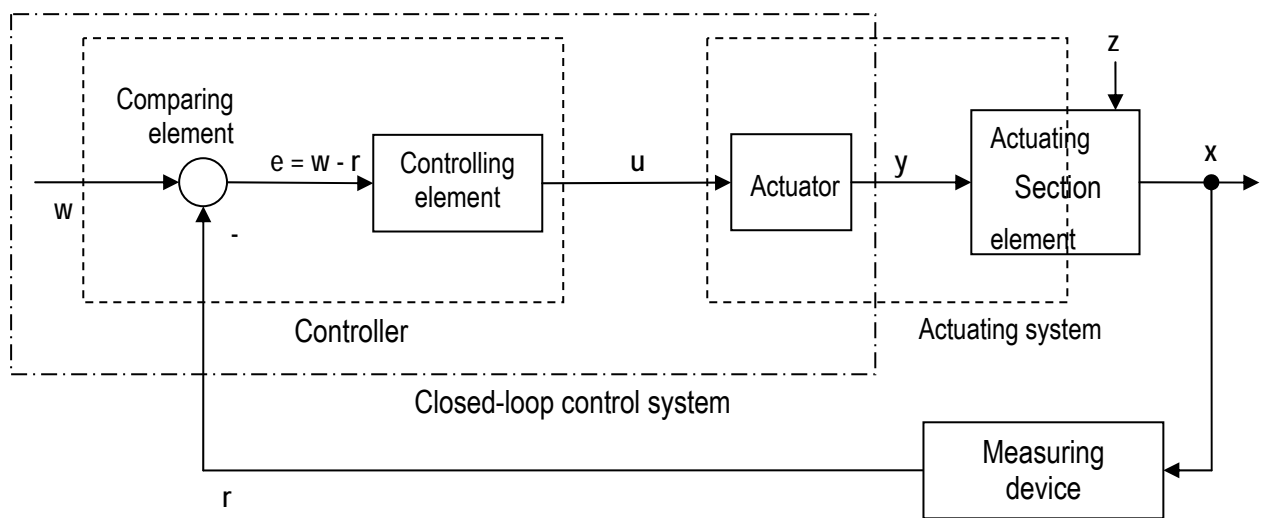 z
Comparing
element
e = w - r
Controlling
element
u
Actuator
y
Actuating
Section
element
x
w
-
Controller
Actuating system
Closed-loop control system
Measuring
device
r